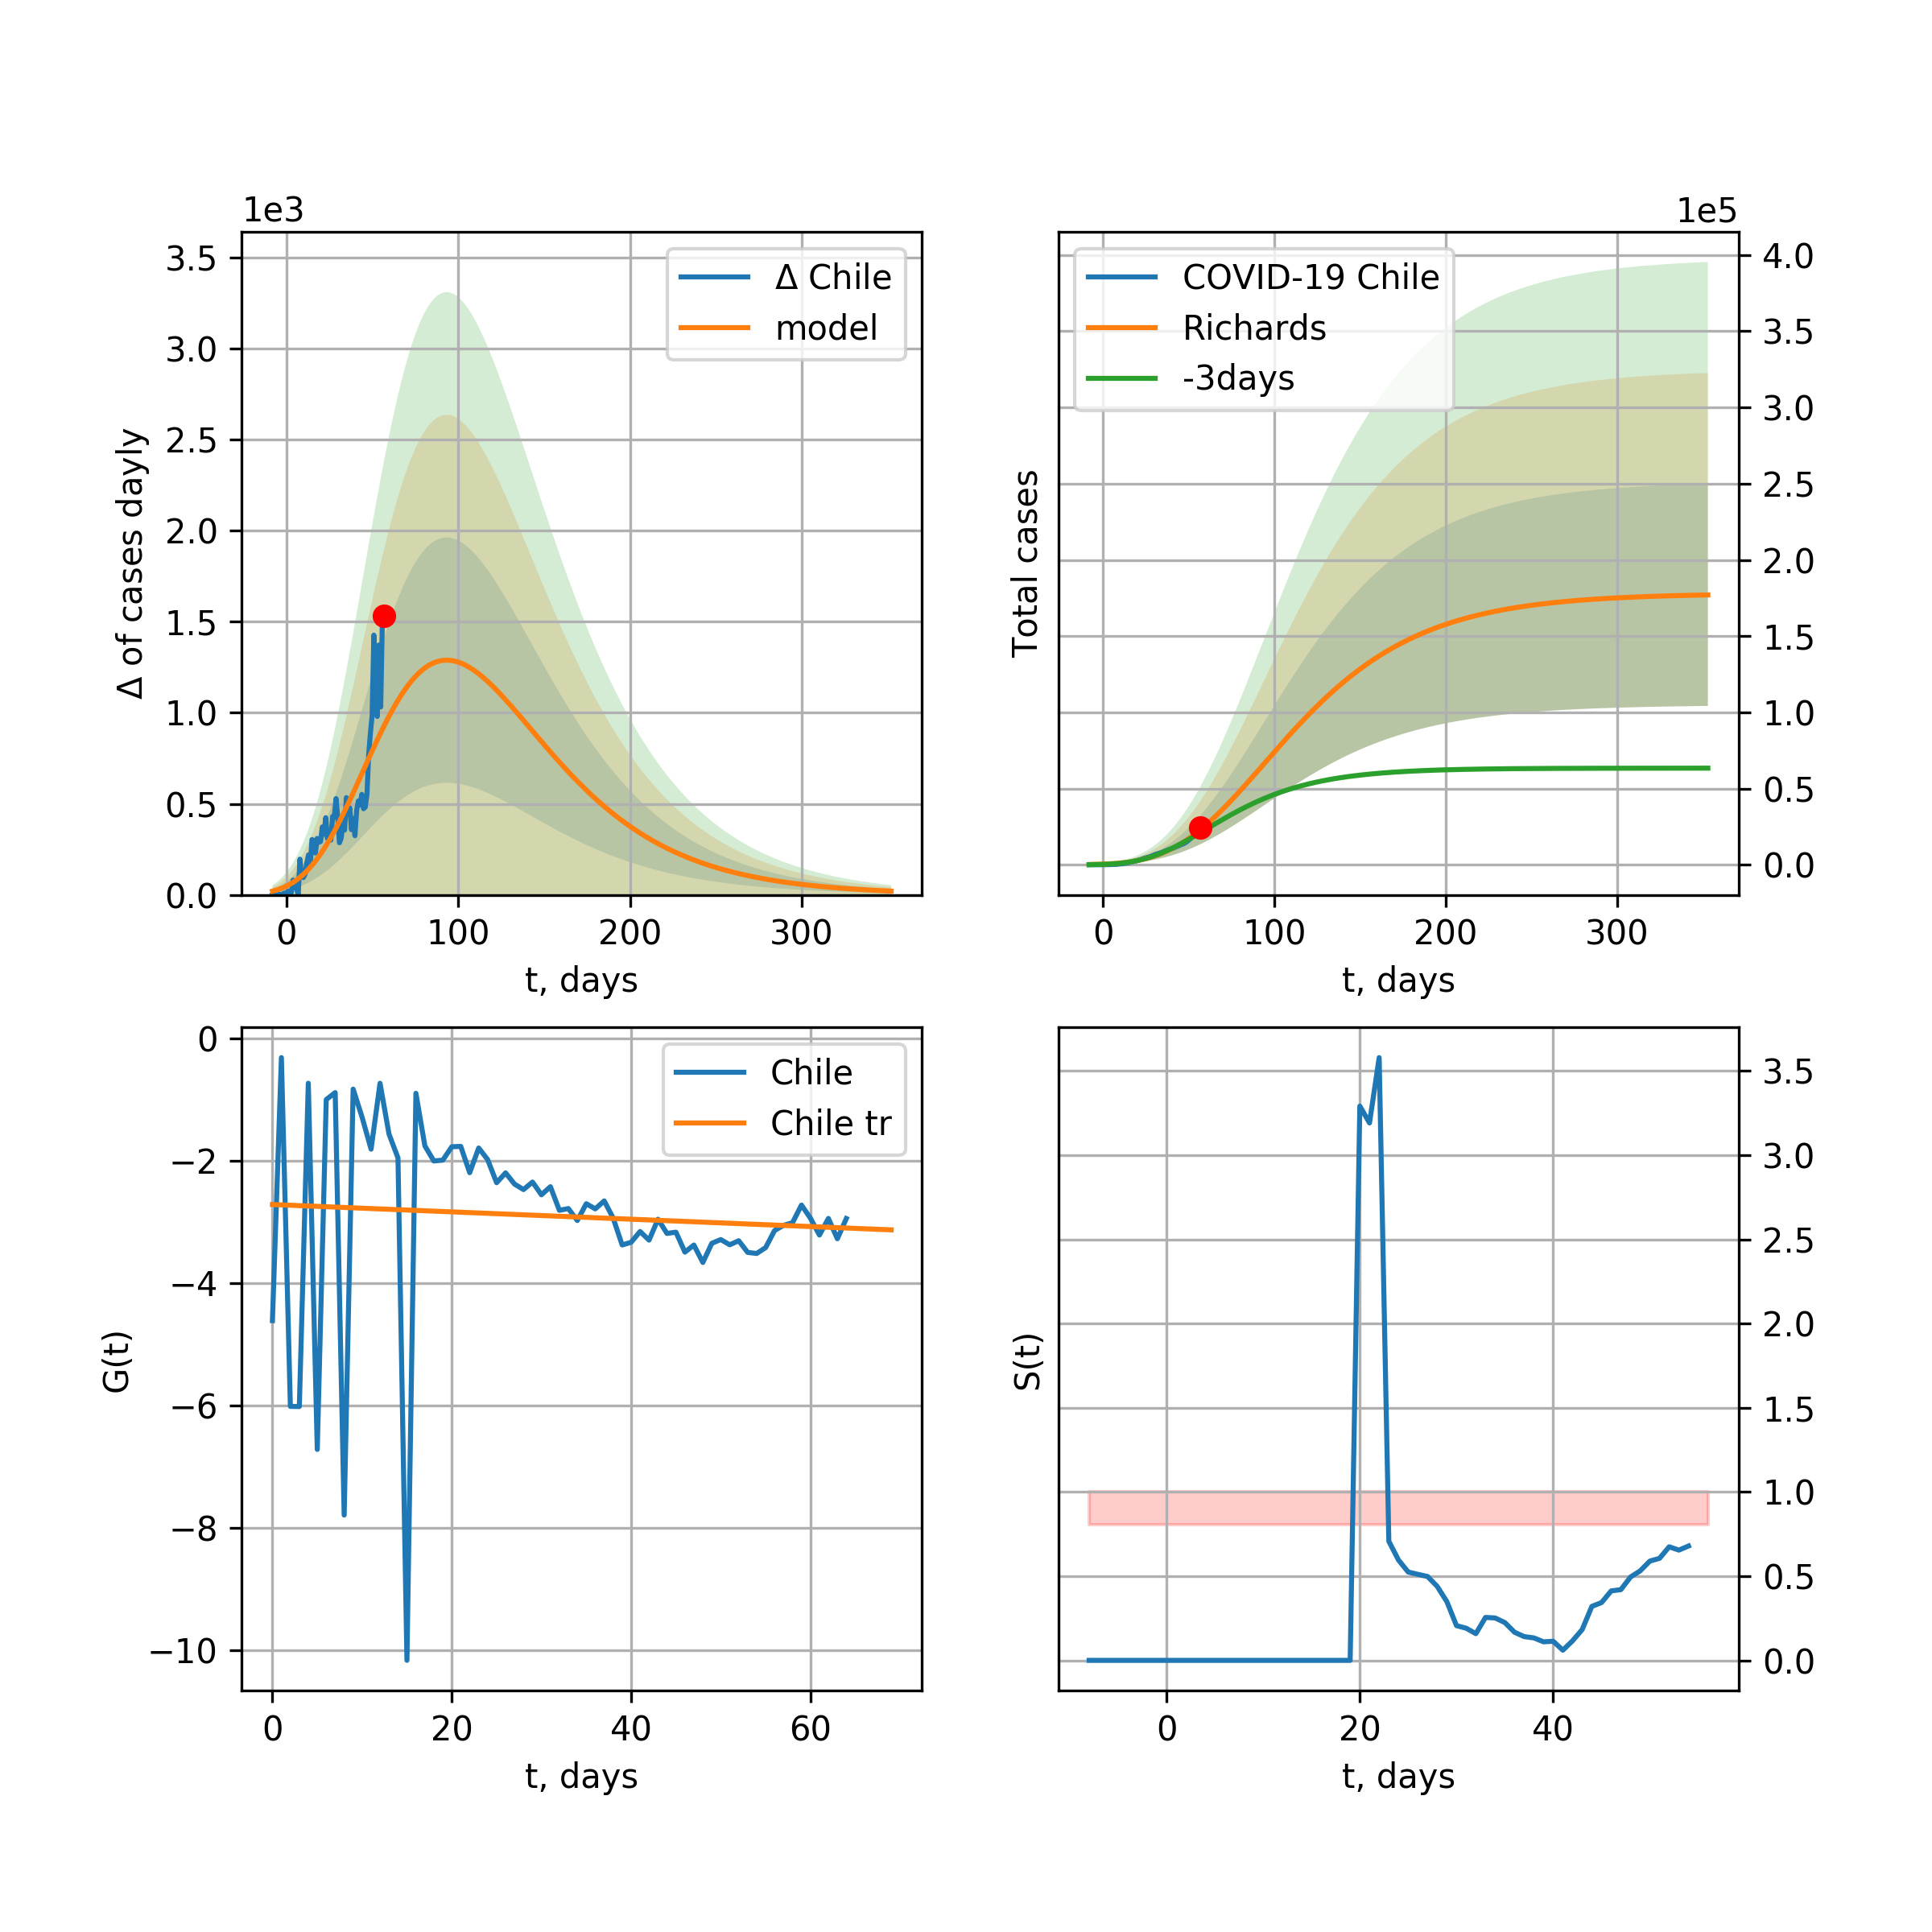 1e3
3.5
3.0
2.5
2.0
1.5
1.0
0.5
0.0
Δ of cases dayly
Δ Chile
model
0 100 200 300
t, days
1e5
COVID-19 Chile
Richards
-3days
Total cases
4.0
3.5
3.0
2.5
2.0
1.5
1.0
0.5
0.0
0 100 200 300
t, days
0
−2
−4
−6
−8
−10
G(t)
Chile
Chile tr
0 20 40 60
t, days
S(t)
3.5
3.0
2.5
2.0
1.5
1.0
0.5
0.0
0 20 40
t, days